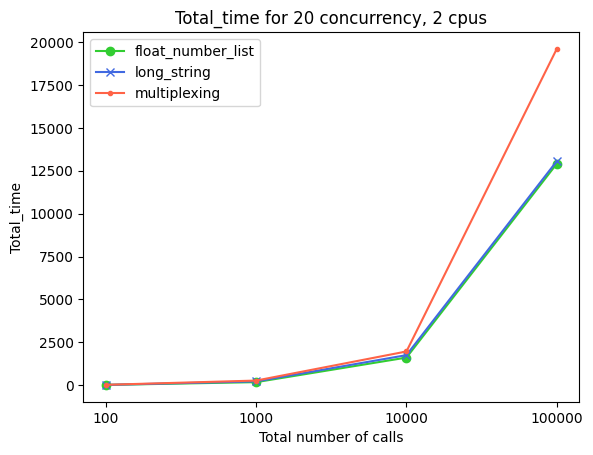 Total_time for 20 concurrency, 2 cpus
float_number_list
long_string
multiplexing
20000
17500
15000
12500
10000
7500
5000
2500
0
Total_time
100 1000 10000 100000
Total number of calls